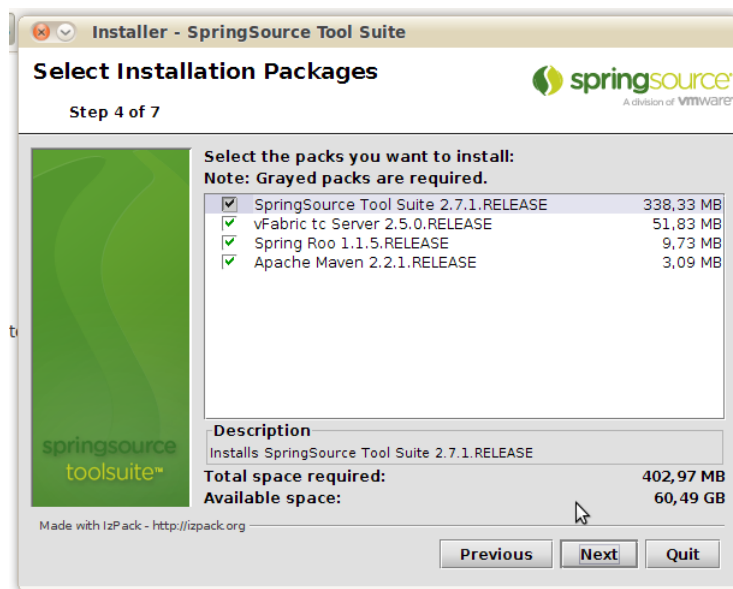 Installer - SpringSource Tool Suite
Select Installation Packages
springsource
A division of vmware
Step 4 of 7
Select the packs you want to install:
Note: Grayed packs are required.
SpringSource Tool Suite 2.7.1.RELEASE 338,33 MB
vFabric tc Server 2.5.0.RELEASE 51,83 MB
Spring Roo 1.1.5.RELEASE 9,73 MB
Apache Maven 2.2.1.RELEASE 3,09 MB
springsource
toolsuite™
Description
Installs SpringSource Tool Suite 2.7.1.RELEASE
Total space required: 402,97 MB
Available space: 60,49 GB
Made with IzPack - http://izpack.org
Previous Next Quit